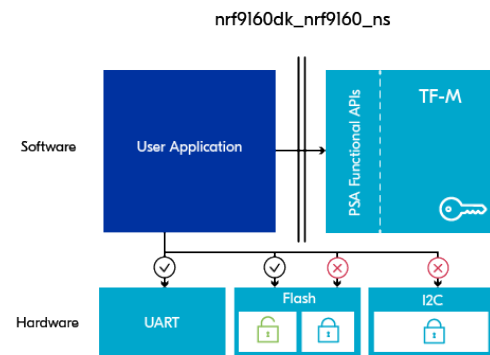 nrf9160dk_nrf9160_ns
Software
User Application
PSA Functional APIs
TF-M
Hardware
UART
Flash
I2C